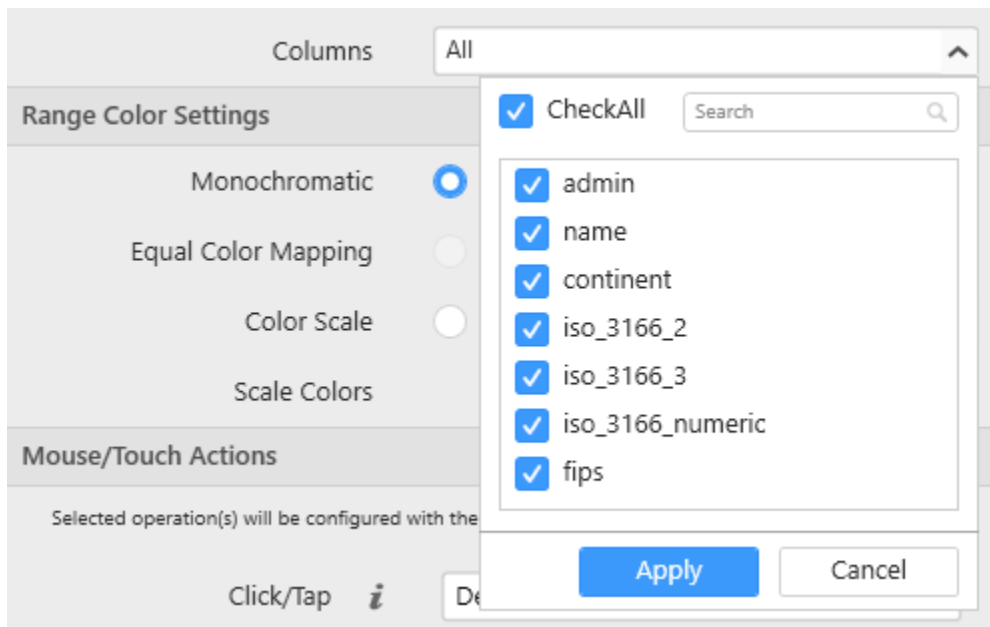 Columns All
CheckAll Search
Range Color Settings
admin
Monochromatic
name
Equal Color Mapping
continent
iso_3166_2
Color Scale
iso_3166_3
Scale Colors
iso_3166_numeric
Mouse/Touch Actions
fips
Selected operation(s) will be configured with the
Apply Cancel
Click/Tap i